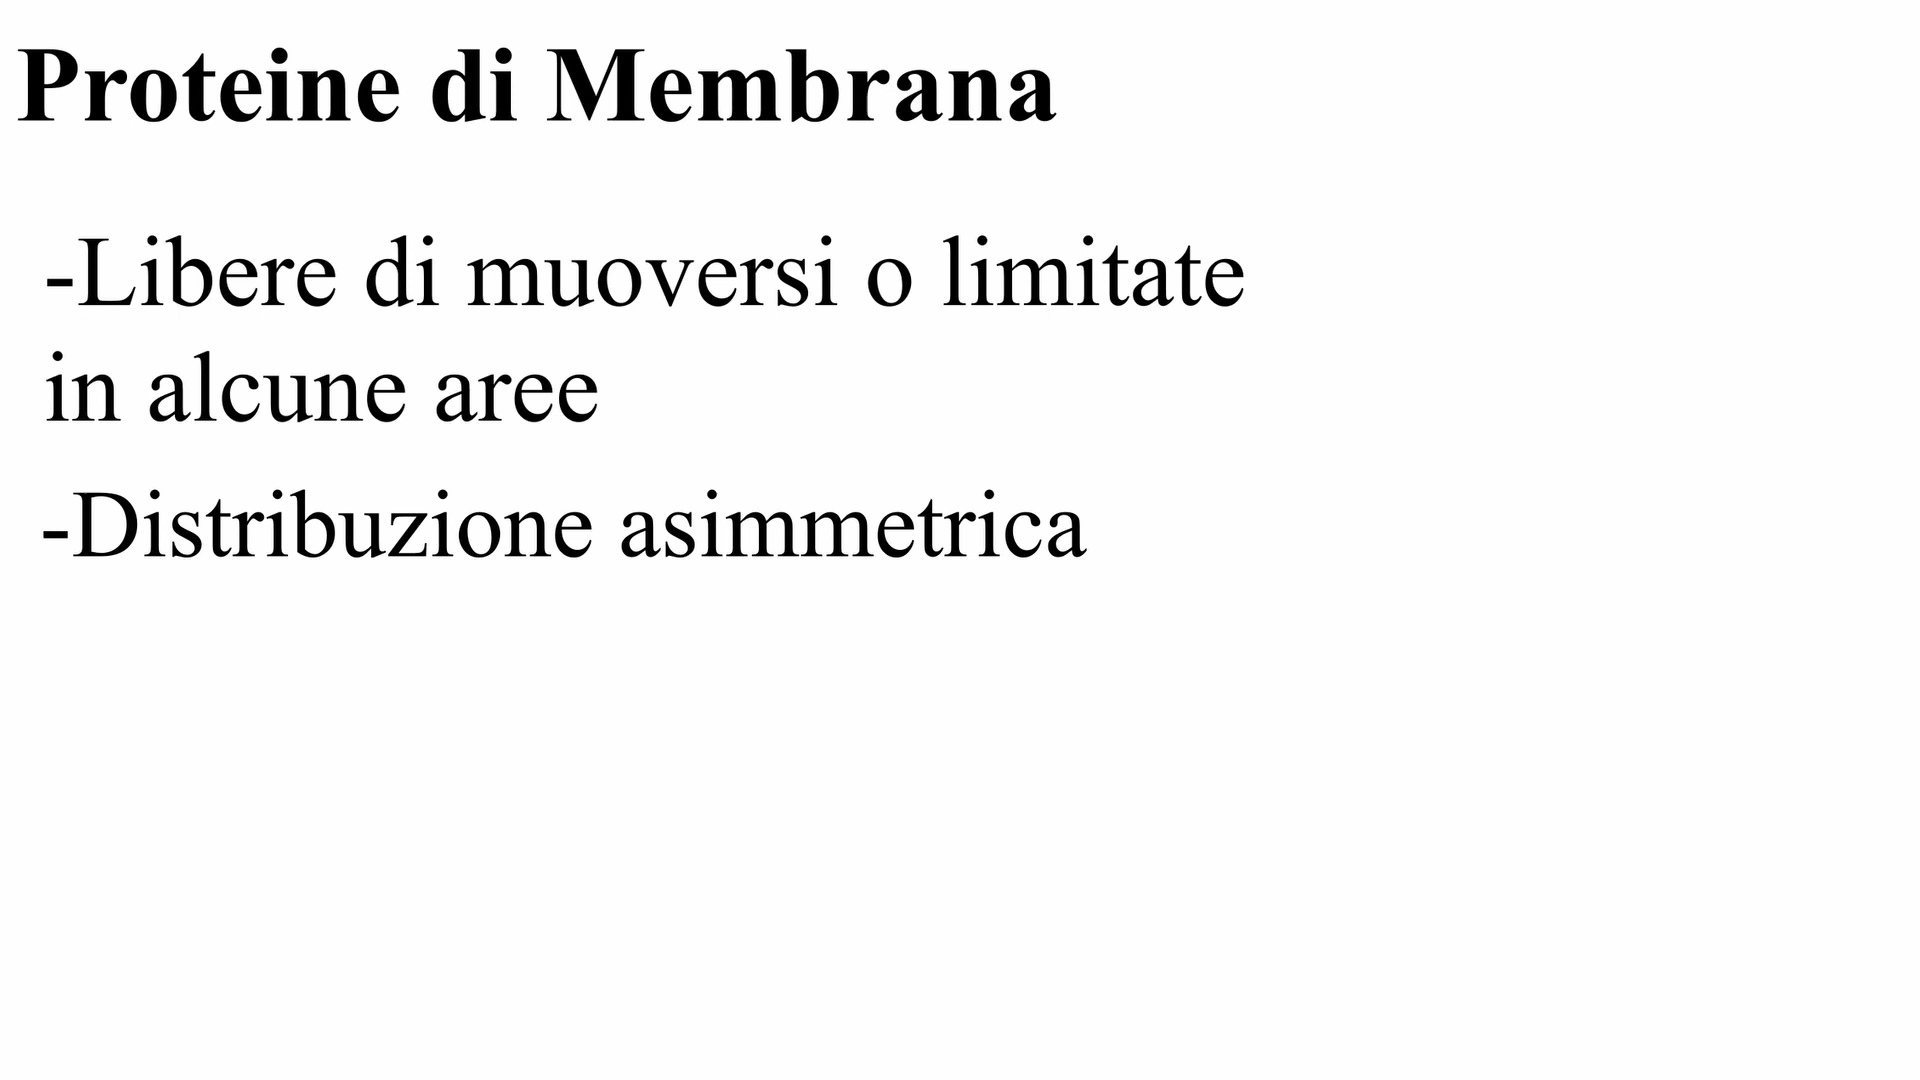 Proteine di Membrana
-Libere di muoversi o limitate
in alcune aree
-Distribuzione asimmetrica